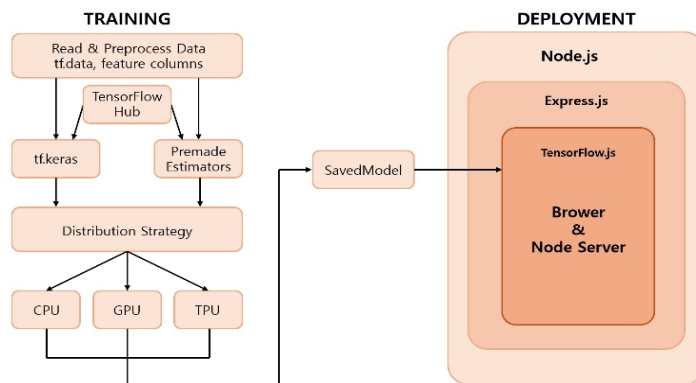 TRAINING
Read & Preprocess Data
tf.data, feature columns
TensorFlow
Hub
tf.keras
Premade
Estimators
Distribution Strategy
CPU
GPU
TPU
SavedModel
DEPLOYMENT
Node.js
Express.js
TensorFlow.js
Brower
&
Node Server